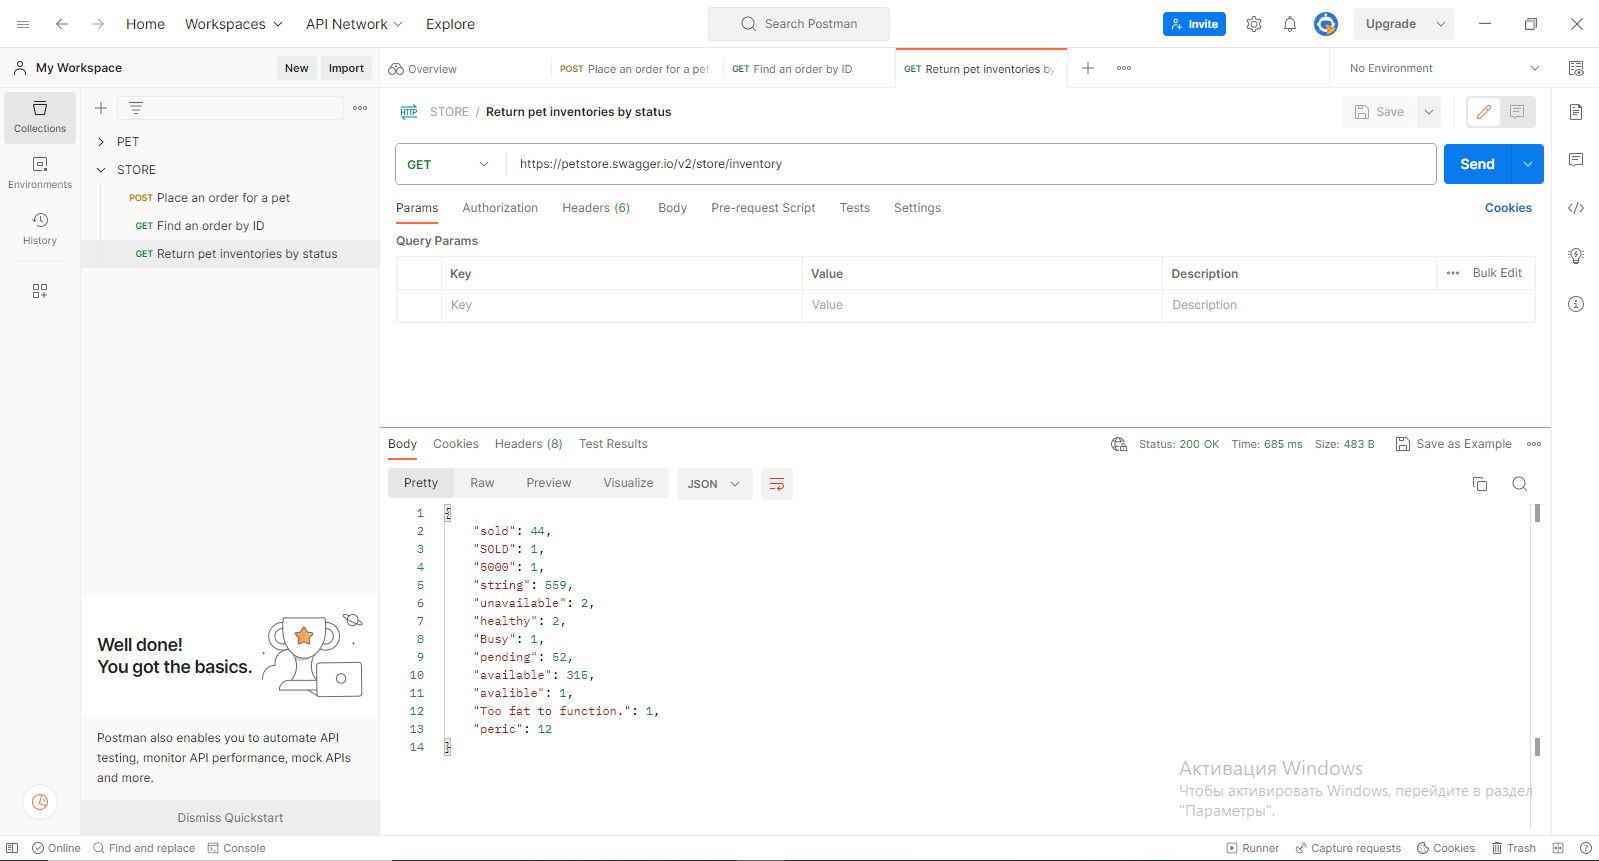 Home Workspaces API Network Explore Search Postman Invite Upgrade
My Workspace New Import Overview POST Place an order for a pet GET Find an order by ID GET Return pet inventories by No Environment
Collections
Environments
History
PET
STORE
POST Place an order for a pet
GET Find an order by ID
GET Return pet inventories by status
Well done!
You got the basics.
Postman also enables you to automate API
testing, monitor API performance, mock APIs
and more.
Dismiss Quickstart
HTTP STORE / Return pet inventories by status Save
GET https://petstore.swagger.io/v2/store/inventory Send
Params Authorization Headers (6) Body Pre-request Script Tests Settings Cookies
Query Params
Key Value Description Bulk Edit
Key Value Description
Body Cookies Headers (8) Test Results Status: 200 OK Time: 685 ms Size: 483 B Save as Example
Pretty Raw Preview Visualize JSON
1 {
2 "sold": 44,
3 "SOLD": 1,
4 "5000": 1,
5 "string": 559,
6 "unavailable": 2,
7 "healthy": 2,
8 "Busy": 1,
9 "pending": 52,
10 "available": 315,
11 "avalible": 1,
12 "Too fat to function.": 1,
13 "peric": 12
14 }
Активация Windows
Чтобы активировать Windows, перейдите в раздел
"Параметры".
Online Find and replace Console Runner Capture requests Cookies Trash